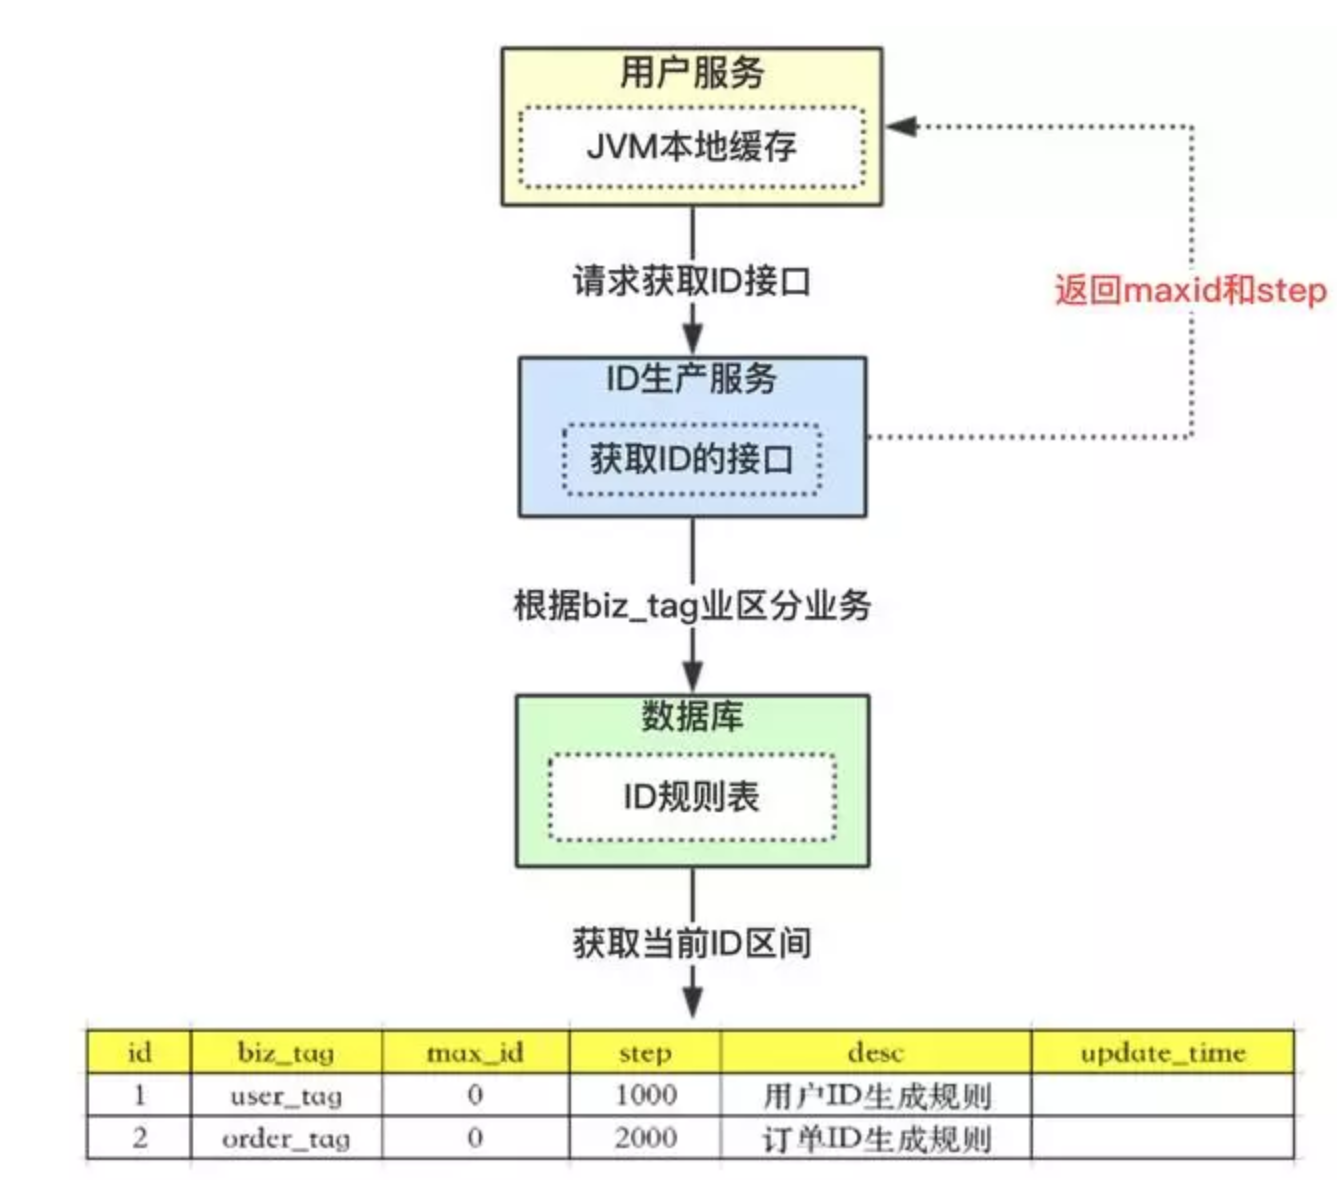 用户服务
JVM本地缓存
请求获取ID接口
返回maxid和step
ID生产服务
获取ID的接口
根据biz_tag业区分业务
数据库
ID规则表
获取当前ID区间
id biz_tag max_id step desc update_time
1 user_tag 0 1000 用户ID生成规则
2 order_tag 0 2000 订单ID生成规则